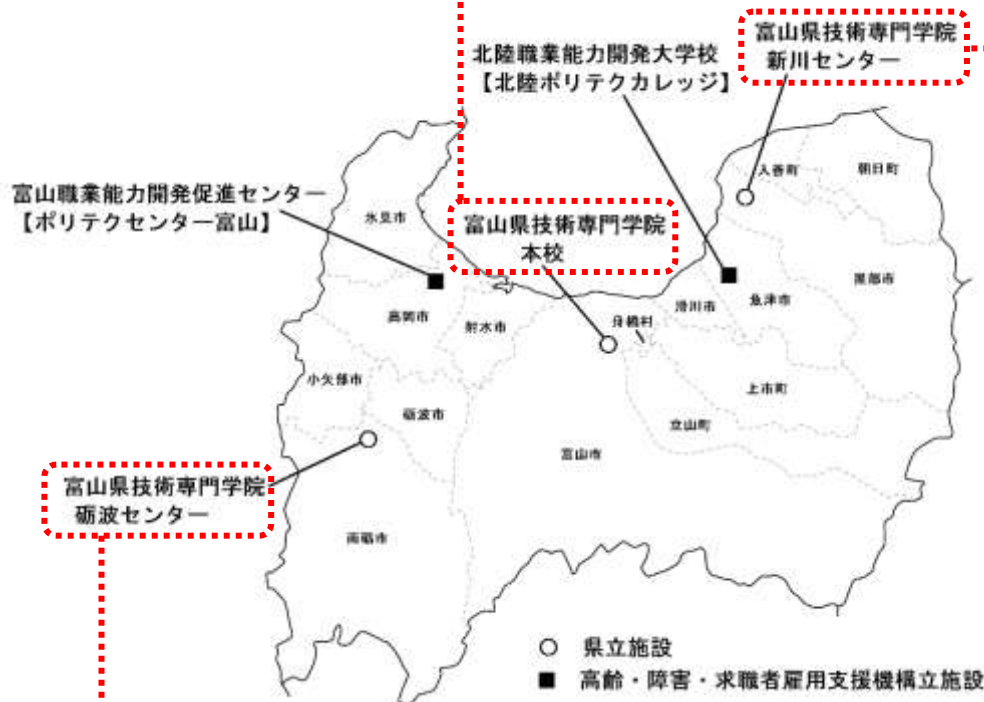 富山県技術専門学院
新川センター
北陸職業能力開発大学校
【北陸ポリテクカレッジ】
富山職業能力開発促進センター
【ポリテクセンター富山】
富山県技術専門学院
本校
入善町
朝日町
氷見市
黒部市
魚津市
滑川市
舟橋村
高岡市
射水市
小矢部市
上市町
砺波市
立山町
富山市
富山県技術専門学院
砺波センター
南砺市
○ 県立施設
■ 高齢・障害・求職者雇用支援機構立施設